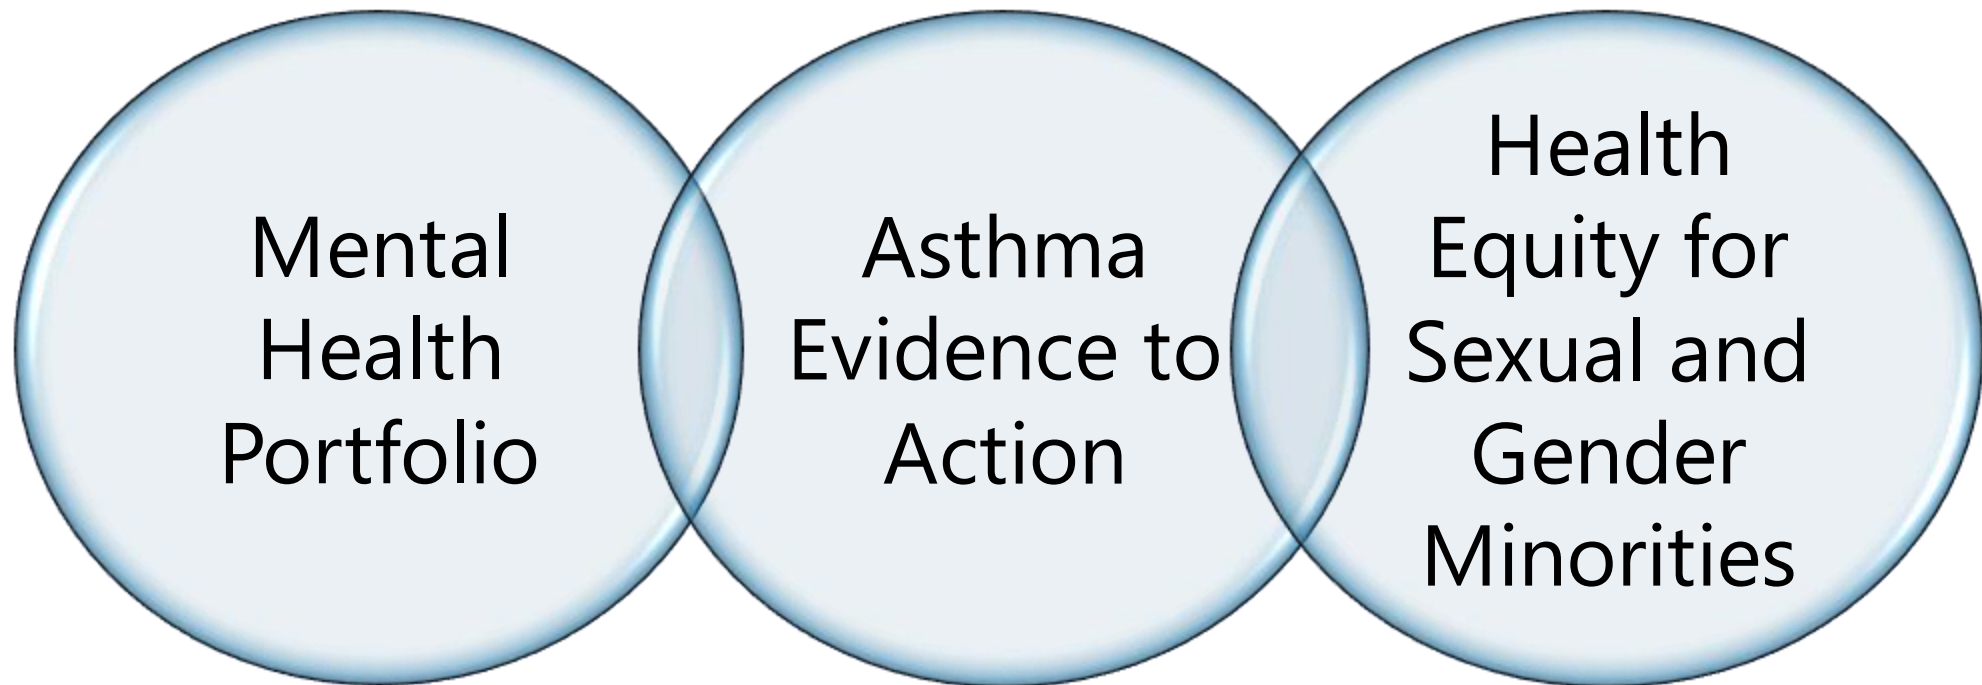 Mental
Health
Portfolio
Asthma
Evidence to
Action
Health
Equity for
Sexual and
Gender
Minorities